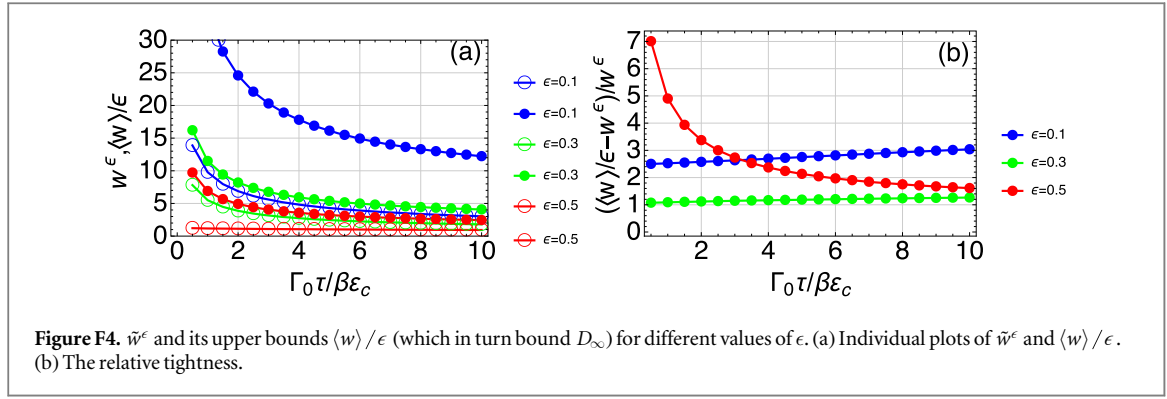 30
25
20
15
10
5
0
0
2
4
6
8
10
w^ϵ,⟨w⟩/ϵ
Γ₀τ/βε_c
(a)
ϵ=0.1
ϵ=0.1
ϵ=0.3
ϵ=0.3
ϵ=0.5
ϵ=0.5
7
6
5
4
3
2
1
0
2
4
6
8
10
(⟨w⟩/ϵ−w^ϵ)/w^ϵ
Γ₀τ/βε_c
(b)
ϵ=0.1
ϵ=0.3
ϵ=0.5
Figure F4. w̃^ϵ and its upper bounds ⟨w⟩/ϵ (which in turn bound D_∞) for different values of ϵ. (a) Individual plots of w̃^ϵ and ⟨w⟩/ϵ.
(b) The relative tightness.